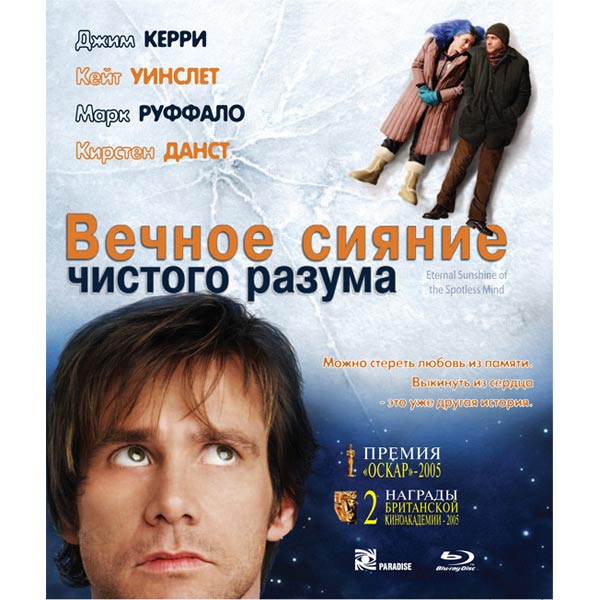 Джим КЕРРИ
Кейт УИНСЛЕТ
Марк РУФФАЛО
Кирстен ДАНСТ
Вечное сияние
чистого разума
Eternal Sunshine of
the Spotless Mind
Можно стереть любовь из памяти.
Выкинуть из сердца
- это уже другая история.
ПРЕМИЯ
«ОСКАР»-2005
2 НАГРАДЫ
БРИТАНСКОЙ
КИНОАКАДЕМИИ - 2005
PARADISE
Blu-ray Disc